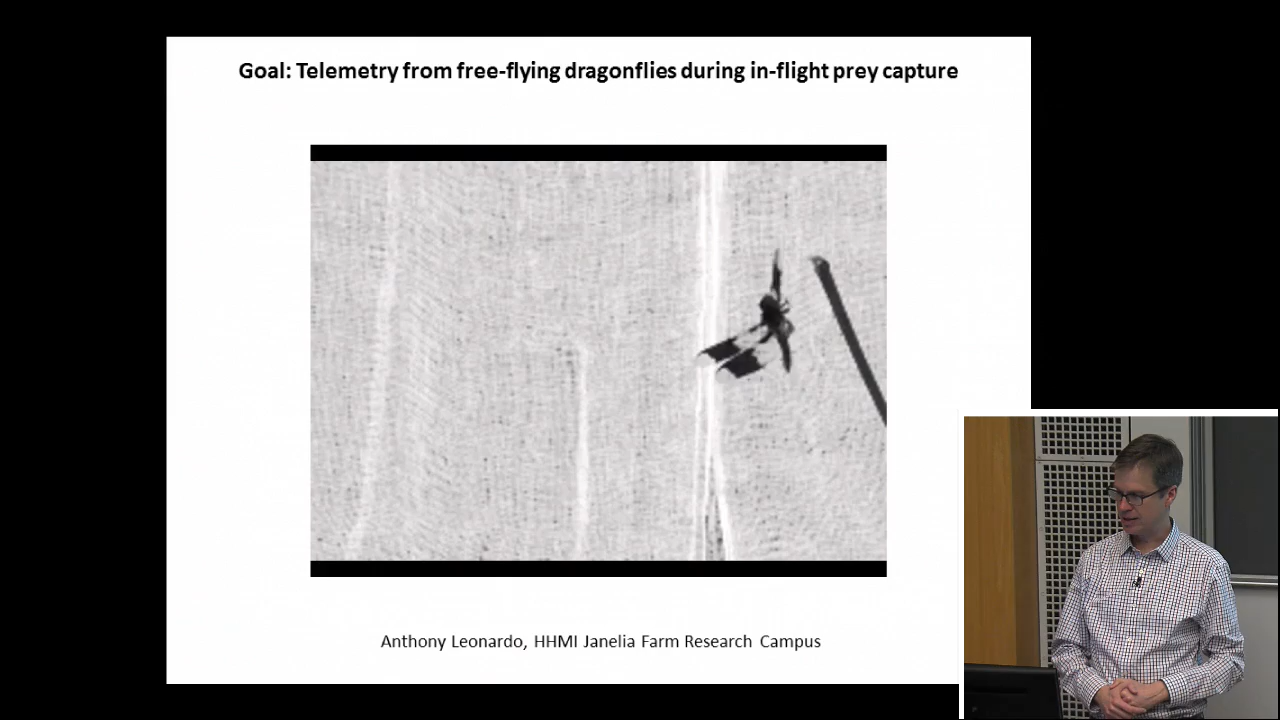 Goal: Telemetry from free-flying dragonflies during in-flight prey capture
Anthony Leonardo, HHMI Janelia Farm Research Campus